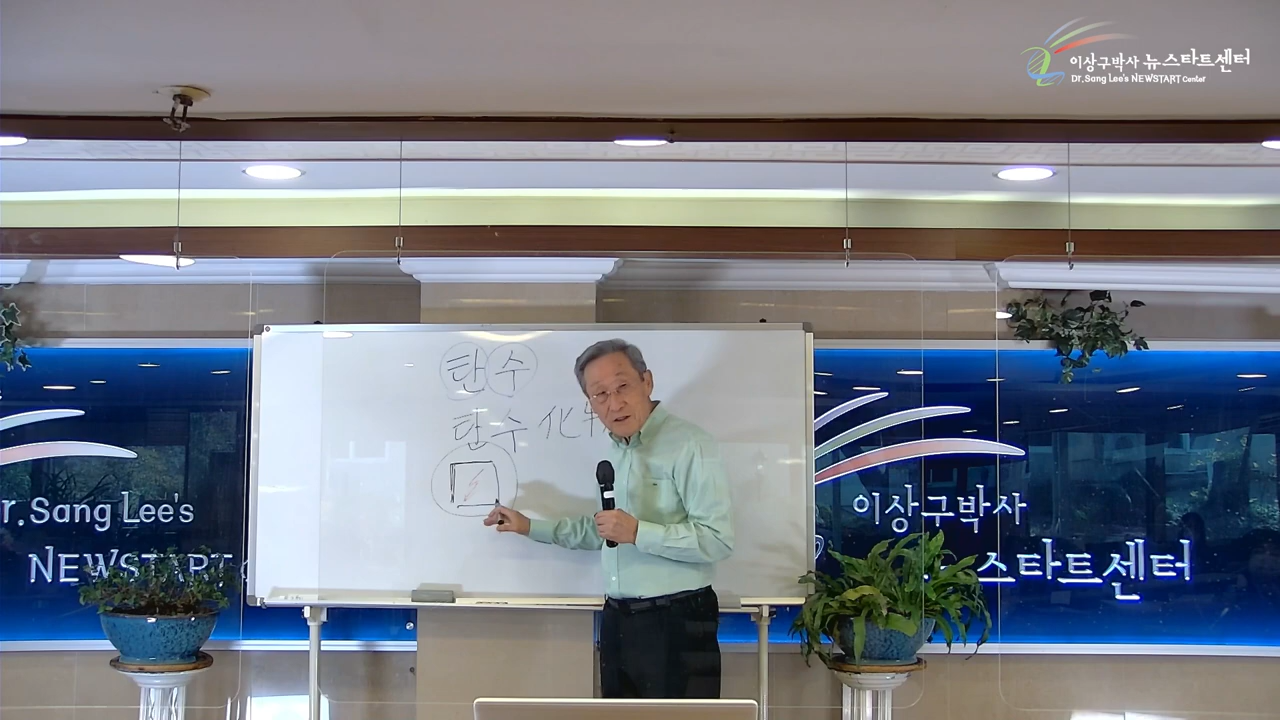 이상구박사 뉴스타트센터
Dr. Sang Lee's NEWSTART Center
탄수
탄수化
r. Sang Lee's
NEWSTART
이상구박사
뉴스타트센터